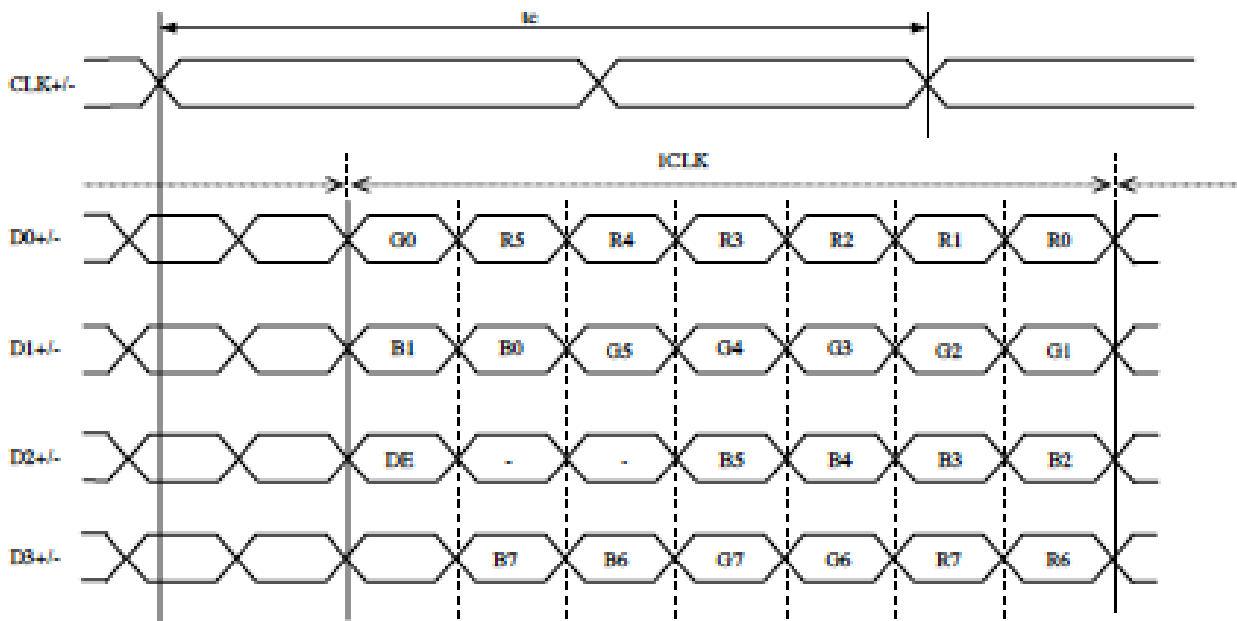 tc
CLK+/-
1CLK
D0+/- G0 R5 R4 R3 R2 R1 R0
D1+/- B1 B0 G5 G4 G3 G2 G1
D2+/- DE - - B5 B4 B3 B2
D3+/- B7 B6 G7 G6 R7 R6